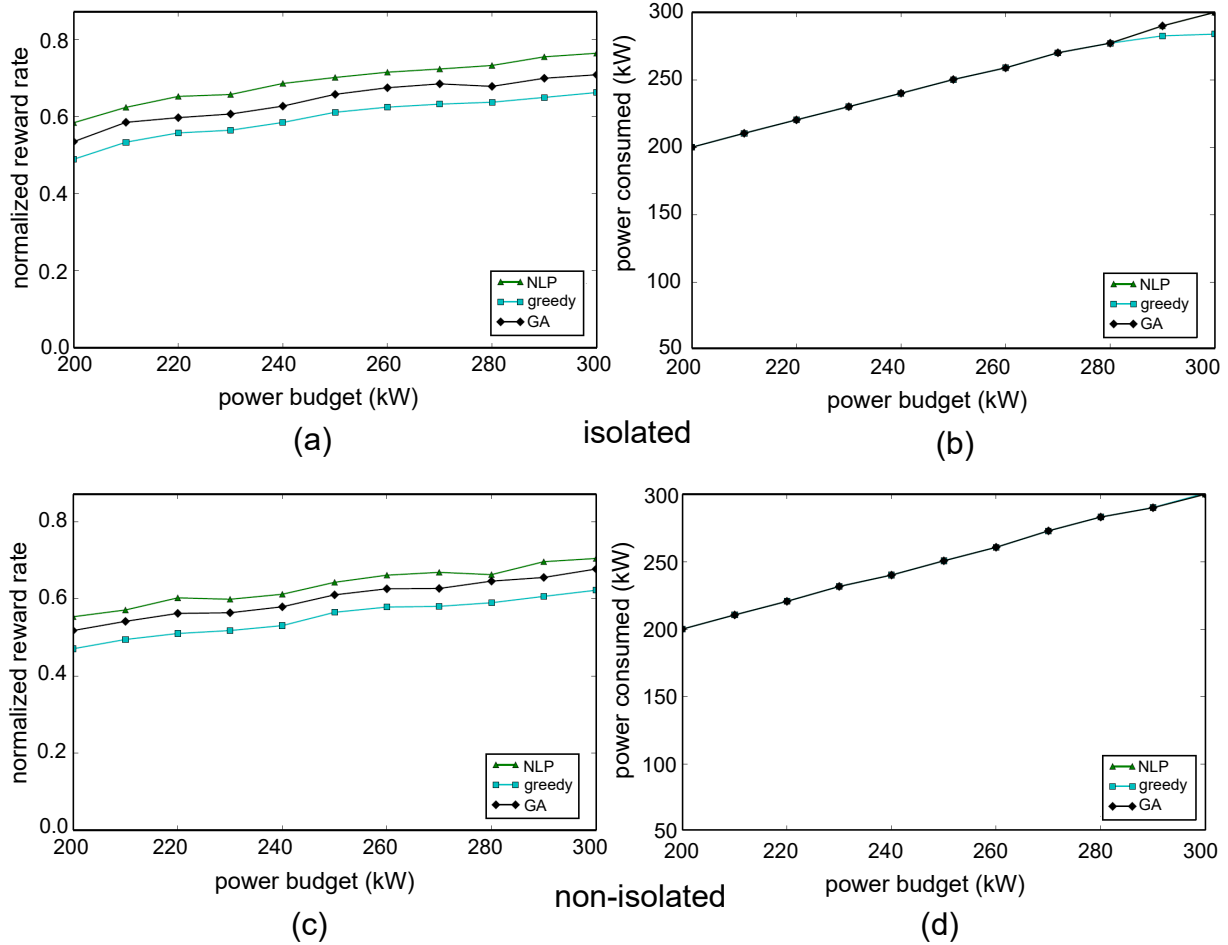 normalized reward rate
0.8
0.6
0.4
0.2
0.0
200 220 240 260 280 300
power budget (kW)
NLP
greedy
GA
(a)
power consumed (kW)
300
250
200
150
100
50
200 220 240 260 280 300
power budget (kW)
NLP
greedy
GA
(b)
isolated
normalized reward rate
0.8
0.6
0.4
0.2
0.0
200 220 240 260 280 300
power budget (kW)
NLP
greedy
GA
(c)
power consumed (kW)
300
250
200
150
100
50
200 220 240 260 280 300
power budget (kW)
NLP
greedy
GA
(d)
non-isolated